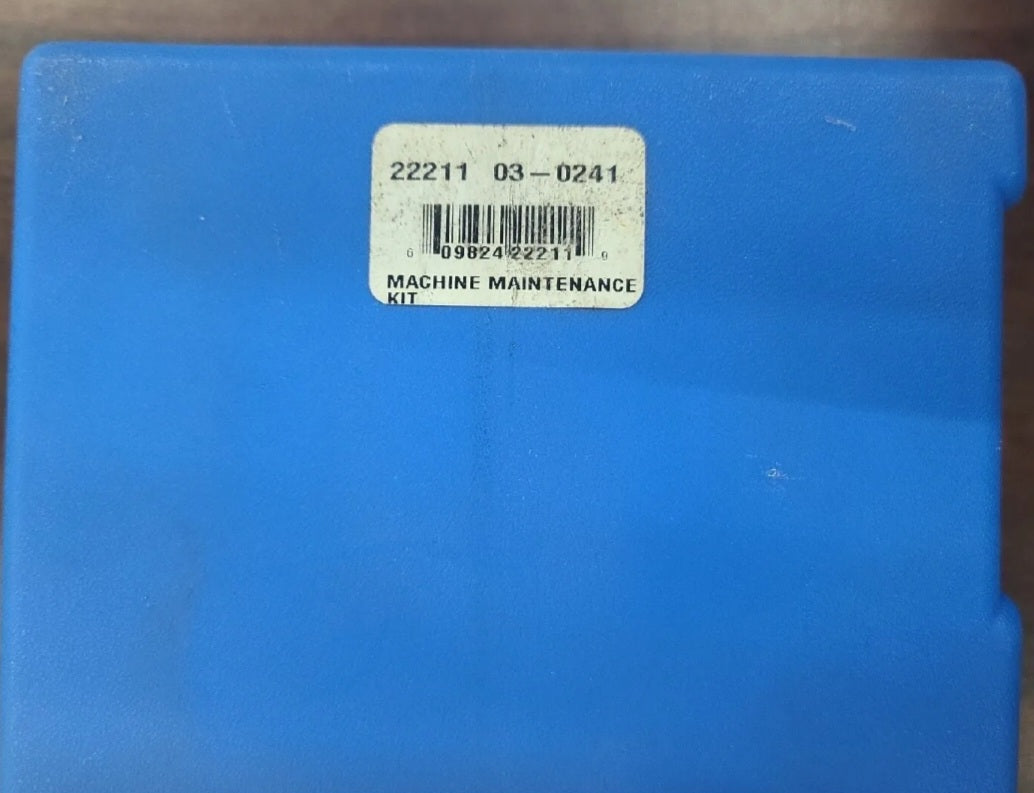 22211 03-0241
6 09824 22211 9
MACHINE MAINTENANCE
KIT